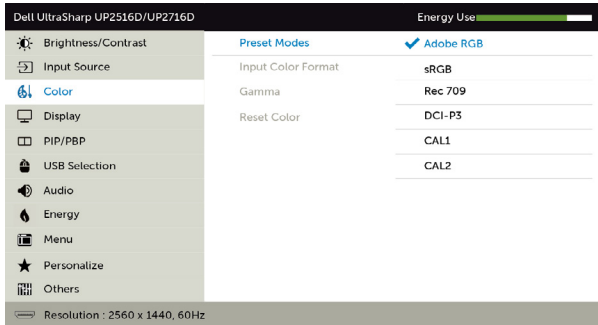 Dell UltraSharp UP2516D/UP2716D Energy Use
Brightness/Contrast Preset Modes Adobe RGB
Input Source Input Color Format sRGB
Color Gamma Rec 709
Display Reset Color DCI-P3
PIP/PBP CAL1
USB Selection CAL2
Audio
Energy
Menu
Personalize
Others
Resolution : 2560 x 1440, 60Hz